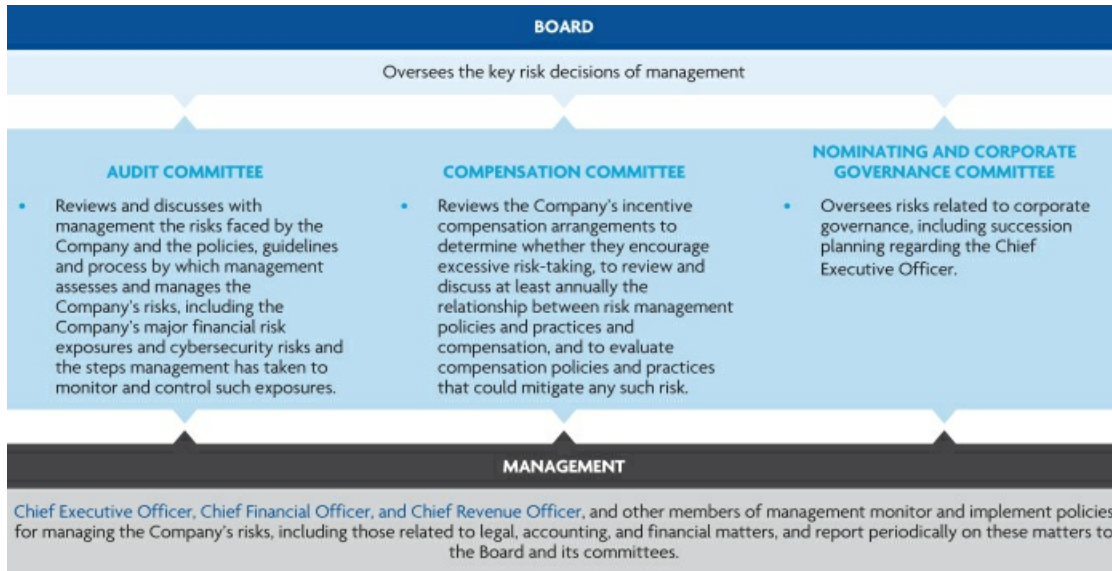 BOARD
Oversees the key risk decisions of management
AUDIT COMMITTEE
• Reviews and discusses with
management the risks faced by the
Company and the policies, guidelines
and process by which management
assesses and manages the
Company's risks, including the
Company's major financial risk
exposures and cybersecurity risks and
the steps management has taken to
monitor and control such exposures.
COMPENSATION COMMITTEE
• Reviews the Company's incentive
compensation arrangements to
determine whether they encourage
excessive risk-taking, to review and
discuss at least annually the
relationship between risk management
policies and practices and
compensation, and to evaluate
compensation policies and practices
that could mitigate any such risk.
NOMINATING AND CORPORATE
GOVERNANCE COMMITTEE
• Oversees risks related to corporate
governance, including succession
planning regarding the Chief
Executive Officer.
MANAGEMENT
Chief Executive Officer, Chief Financial Officer, and Chief Revenue Officer, and other members of management monitor and implement policies
for managing the Company's risks, including those related to legal, accounting, and financial matters, and report periodically on these matters to
the Board and its committees.